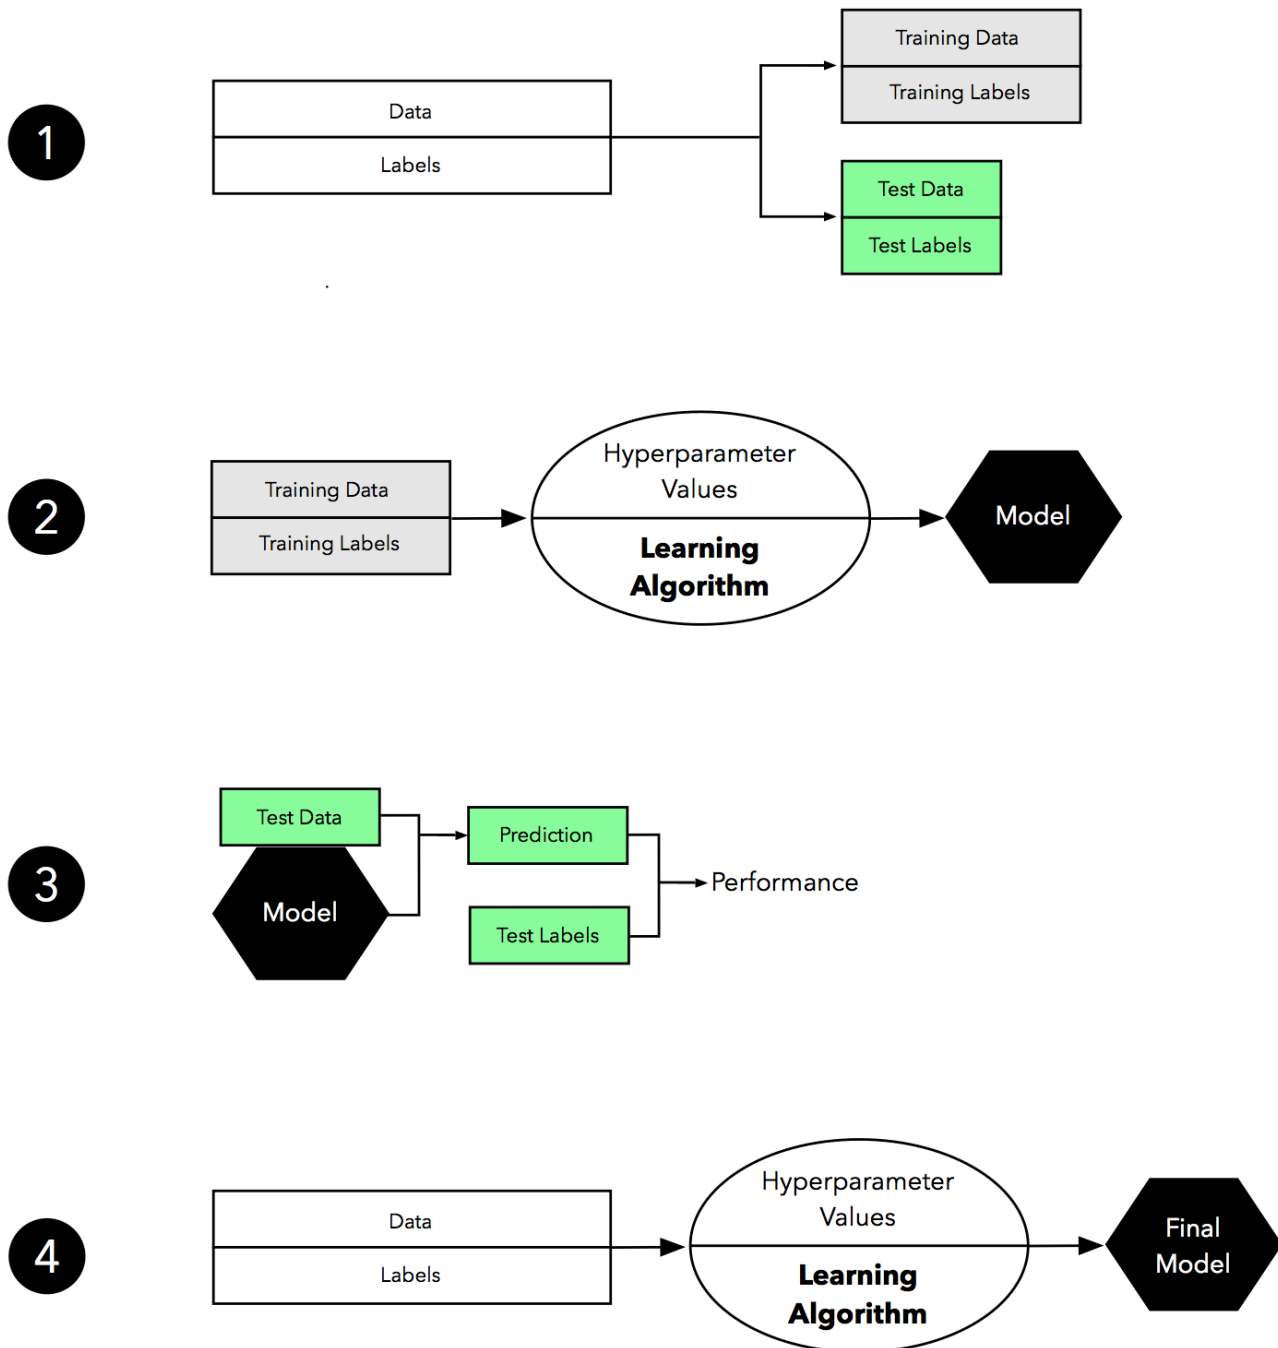 1
Data
Labels
Training Data
Training Labels
Test Data
Test Labels
2
Training Data
Training Labels
Hyperparameter
Values
Learning
Algorithm
Model
3
Test Data
Model
Prediction
Test Labels
Performance
4
Data
Labels
Hyperparameter
Values
Learning
Algorithm
Final
Model